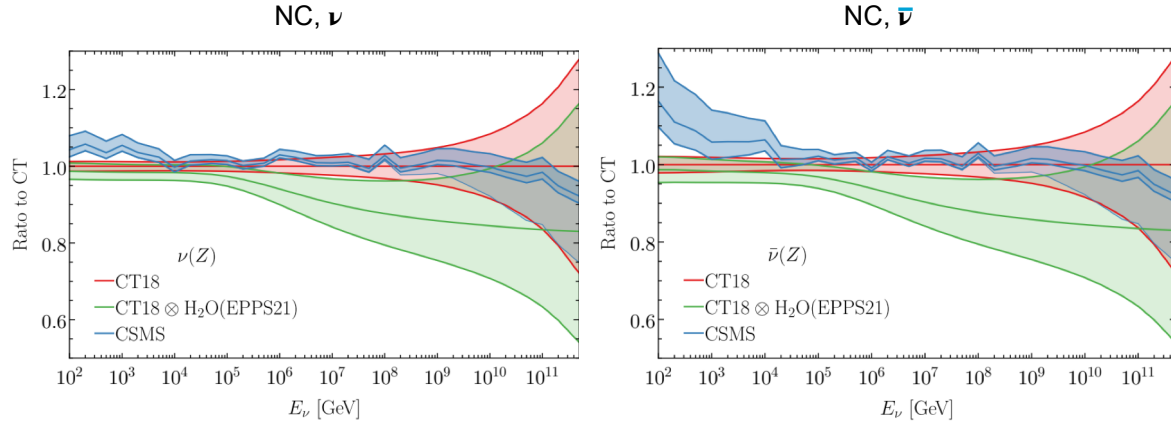 NC, ν
Rato to CT
1.2
1.0
0.8
0.6
ν(Z)
CT18
CT18 ⊗ H₂O(EPPS21)
CSMS
10² 10³ 10⁴ 10⁵ 10⁶ 10⁷ 10⁸ 10⁹ 10¹⁰ 10¹¹
E_ν [GeV]
NC, ν̄
Rato to CT
1.2
1.0
0.8
0.6
ν̄(Z)
CT18
CT18 ⊗ H₂O(EPPS21)
CSMS
10² 10³ 10⁴ 10⁵ 10⁶ 10⁷ 10⁸ 10⁹ 10¹⁰ 10¹¹
E_ν [GeV]